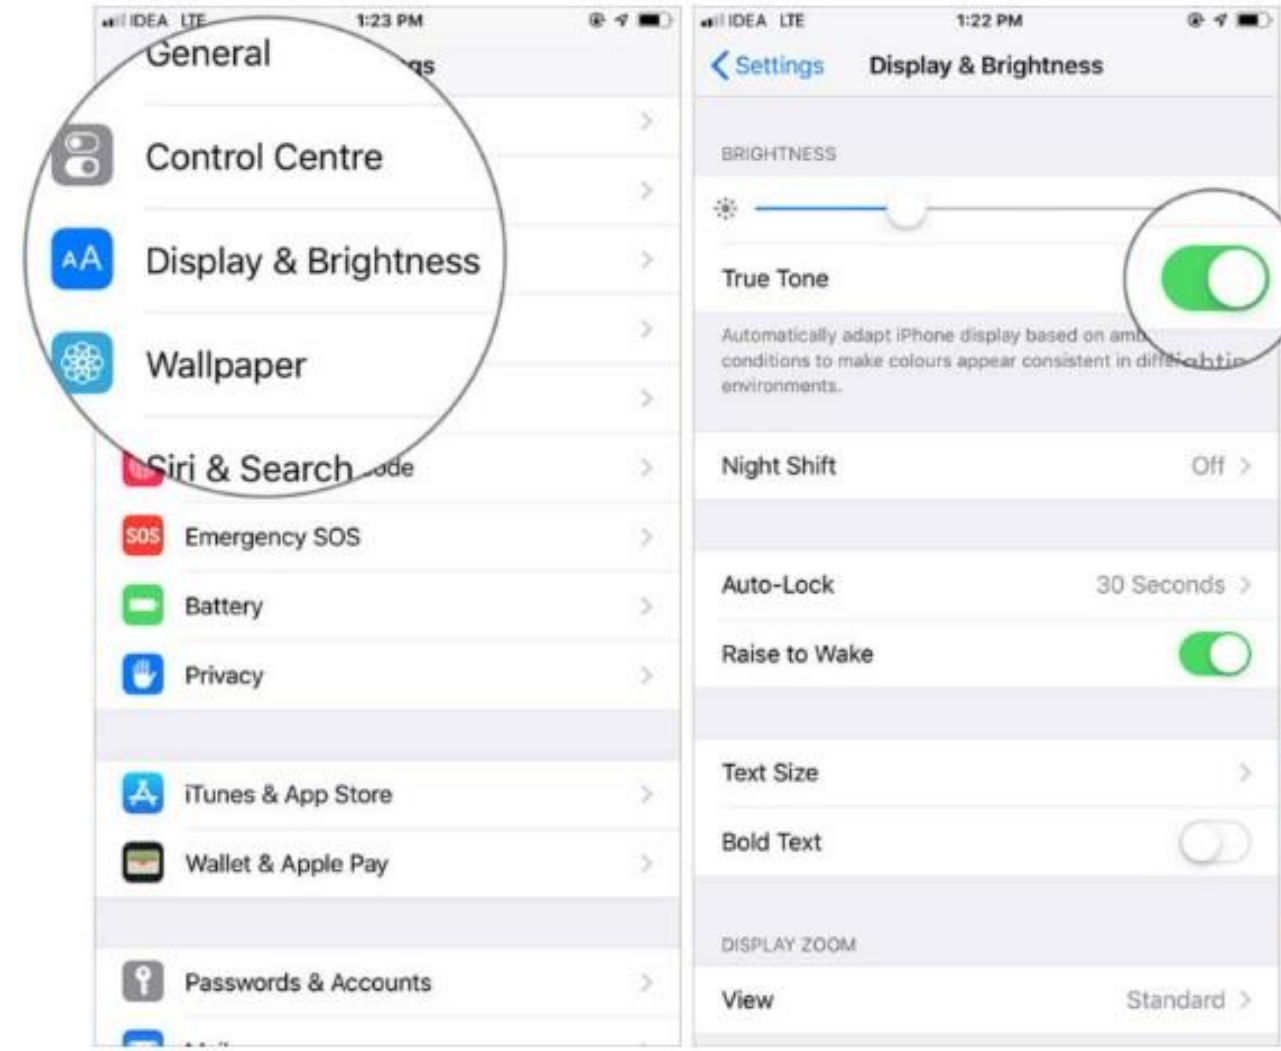 IDEA LTE 1:23 PM
General
Control Centre
Display & Brightness
Wallpaper
Siri & Search
SOS Emergency SOS
Battery
Privacy
iTunes & App Store
Wallet & Apple Pay
Passwords & Accounts
IDEA LTE 1:22 PM
Settings Display & Brightness
BRIGHTNESS
True Tone
Automatically adapt iPhone display based on
conditions to make colours appear consistent in
environments.
Night Shift Off
Auto-Lock 30 Seconds
Raise to Wake
Text Size
Bold Text
DISPLAY ZOOM
View Standard